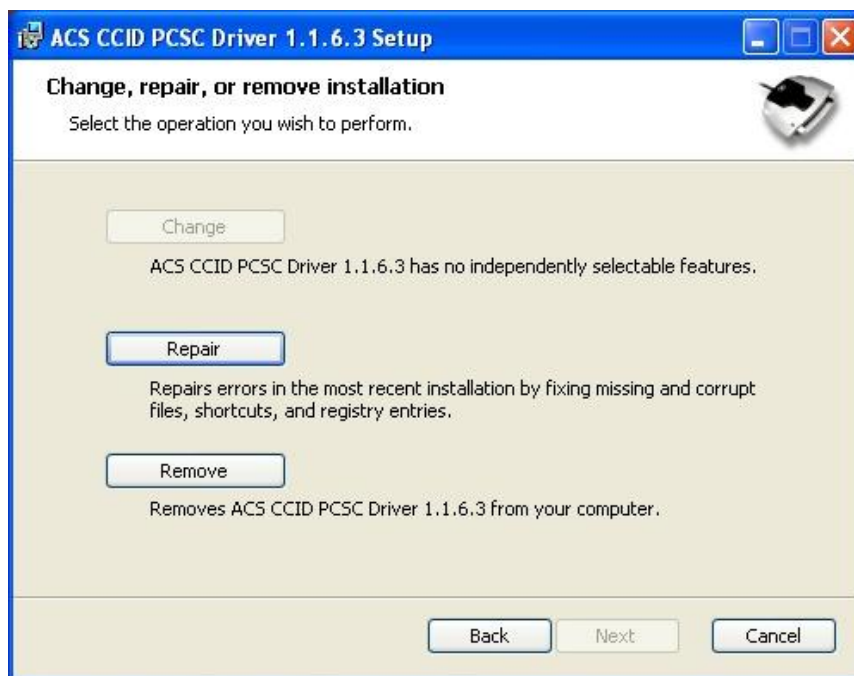 ACS CCID PCSC Driver 1.1.6.3 Setup
Change, repair, or remove installation
Select the operation you wish to perform.
Change
ACS CCID PCSC Driver 1.1.6.3 has no independently selectable features.
Repair
Repairs errors in the most recent installation by fixing missing and corrupt
files, shortcuts, and registry entries.
Remove
Removes ACS CCID PCSC Driver 1.1.6.3 from your computer.
Back Next Cancel